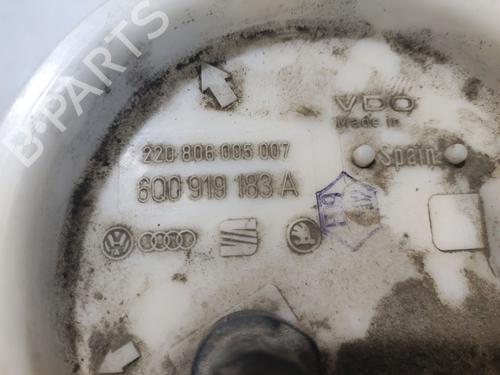 B-PARTS
VDO
Made in
Spain
220 806 005 007
6Q0 919 183 A